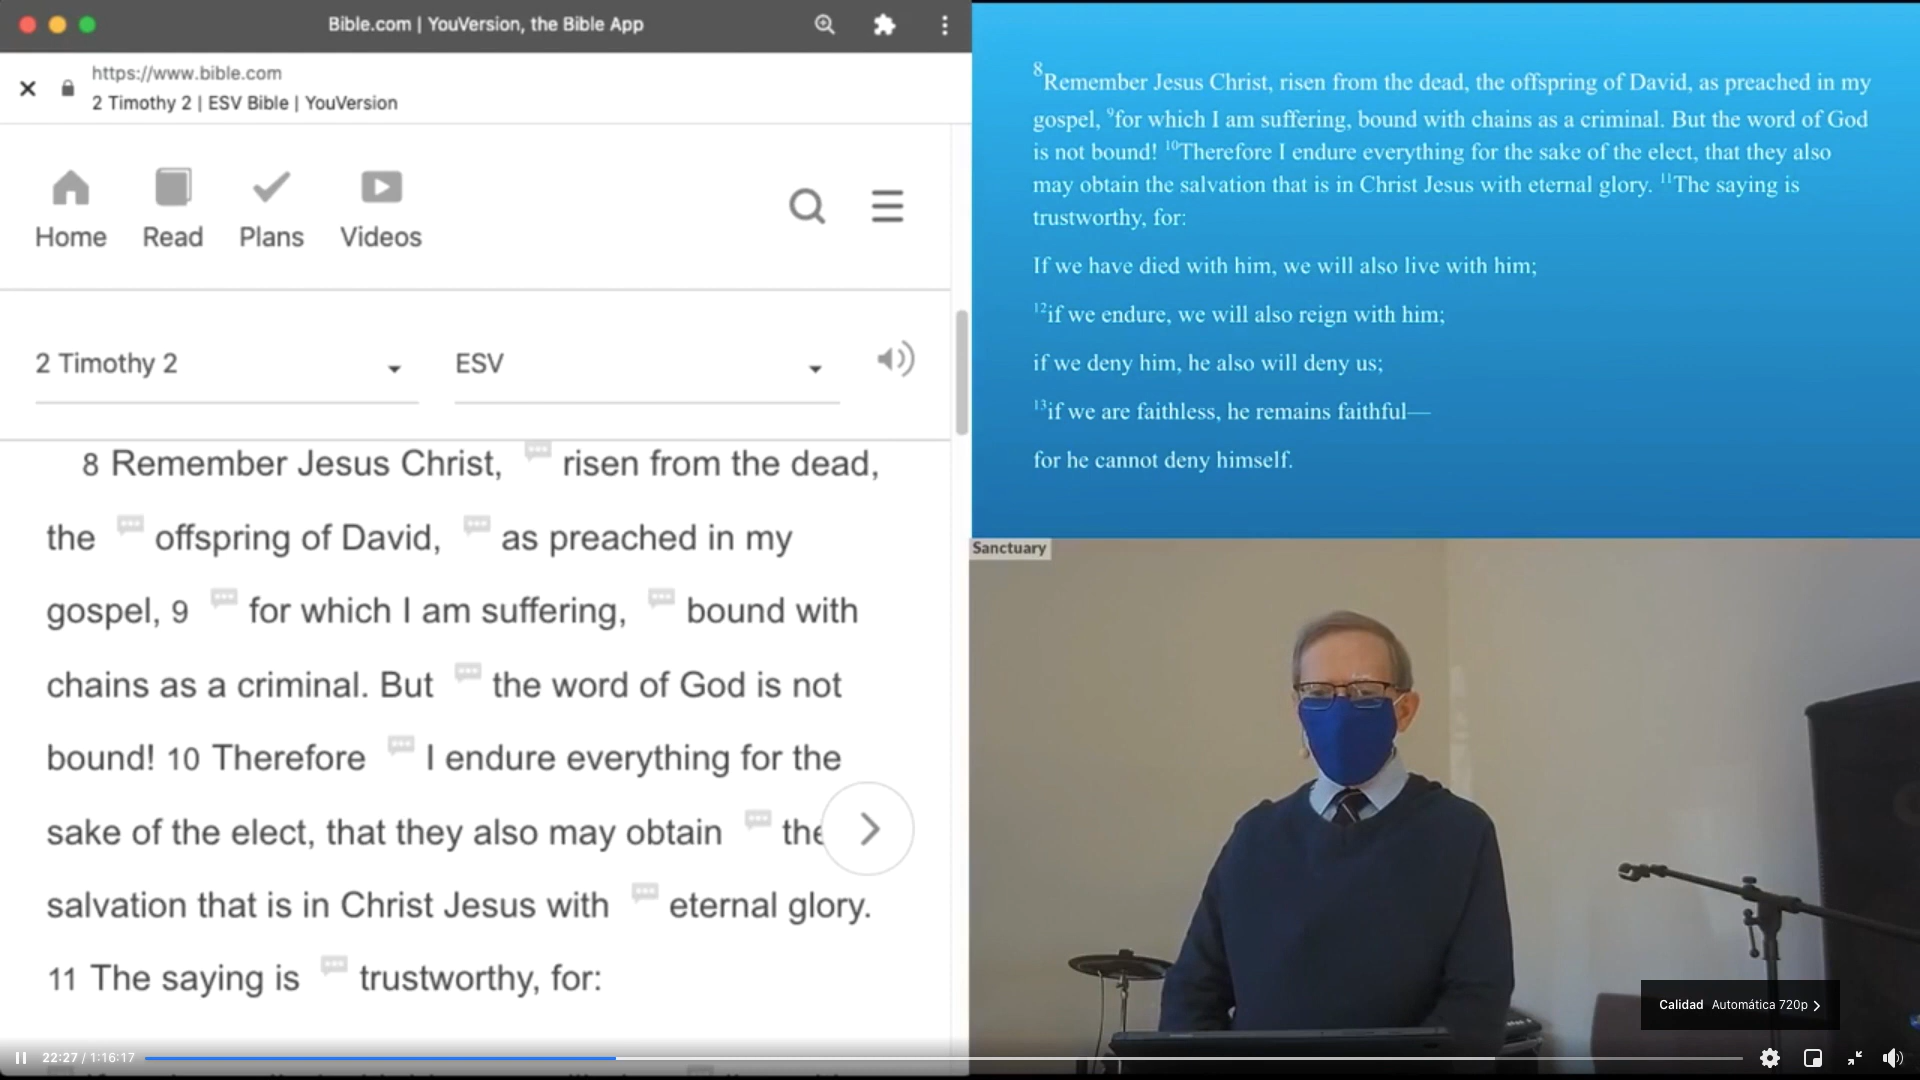 Bible.com | YouVersion, the Bible App
https://www.bible.com
2 Timothy 2 | ESV Bible | YouVersion
Home Read Plans Videos
2 Timothy 2 ESV
8 Remember Jesus Christ, risen from the dead,
the offspring of David, as preached in my
gospel, 9 for which I am suffering, bound with
chains as a criminal. But the word of God is not
bound! 10 Therefore I endure everything for the
sake of the elect, that they also may obtain the
salvation that is in Christ Jesus with eternal glory.
11 The saying is trustworthy, for:
8Remember Jesus Christ, risen from the dead, the offspring of David, as preached in my
gospel, 9for which I am suffering, bound with chains as a criminal. But the word of God
is not bound! 10Therefore I endure everything for the sake of the elect, that they also
may obtain the salvation that is in Christ Jesus with eternal glory. 11The saying is
trustworthy, for:
If we have died with him, we will also live with him;
12if we endure, we will also reign with him;
if we deny him, he also will deny us;
13if we are faithless, he remains faithful—
for he cannot deny himself.
Sanctuary
Calidad Automática 720p
22:27 / 1:16:17